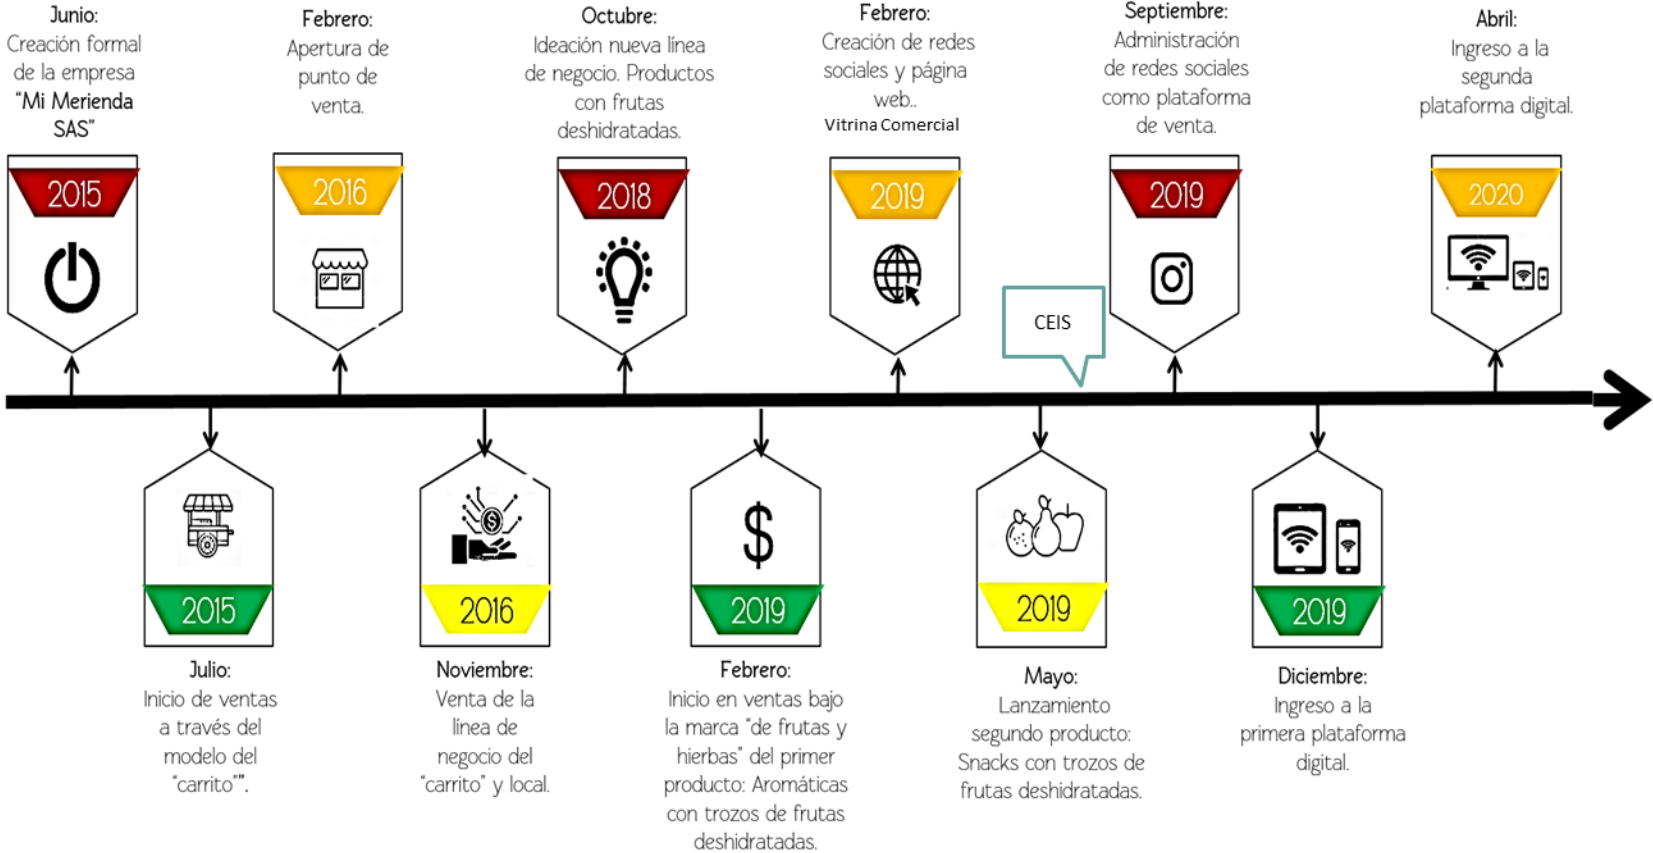 Junio:
Creación formal
de la empresa
“Mi Merienda
SAS”
2015
Febrero:
Apertura de
punto de
venta.
2016
Octubre:
Ideación nueva línea
de negocio. Productos
con frutas
deshidratadas.
2018
Febrero:
Creación de redes
sociales y página
web..
Vitrina Comercial
2019
Septiembre:
Administración
de redes sociales
como plataforma
de venta.
2019
Abril:
Ingreso a la
segunda
plataforma digital.
2020
CEIS
2015
Julio:
Inicio de ventas
a través del
modelo del
“carrito””.
$
2016
Noviembre:
Venta de la
línea de
negocio del
“carrito” y local.
$
2019
Febrero:
Inicio en ventas bajo
la marca “de frutas y
hierbas” del primer
producto: Aromáticas
con trozos de frutas
deshidratadas.
2019
Mayo:
Lanzamiento
segundo producto:
Snacks con trozos de
frutas deshidratadas.
2019
Diciembre:
Ingreso a la
primera plataforma
digital.